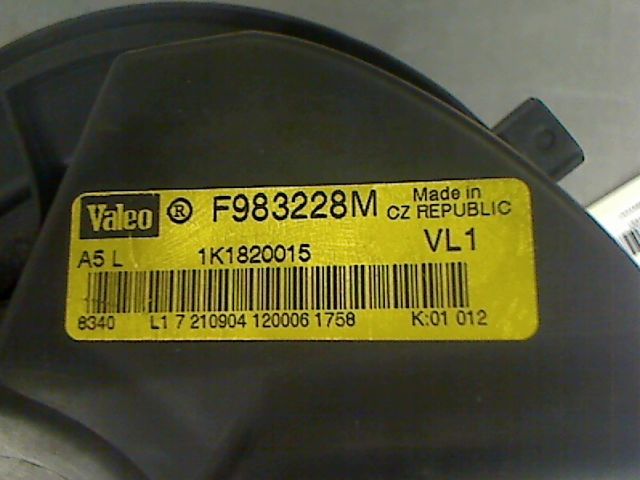 Valeo ® F983228M Made in
CZ REPUBLIC
A5 L 1K1820015 VL1
8340 L1 7 210904 120006 1758 K:01 012